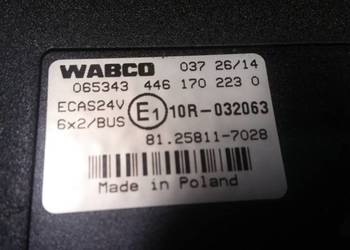 WABCO 037 26/14
065343 446 170 223 0
ECAS24V E1 10R-032063
6x2/BUS
81.25811-7028
Made in Poland